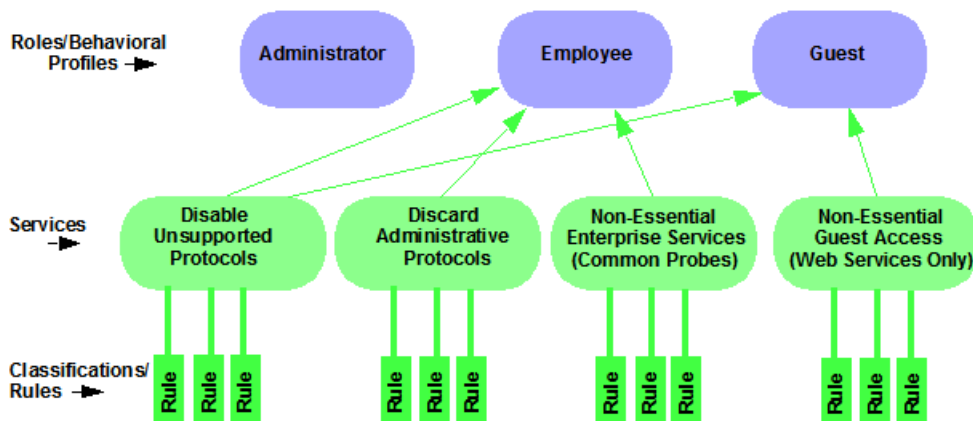 Roles/Behavioral
Profiles
Administrator
Employee
Guest
Services
Disable
Unsupported
Protocols
Discard
Administrative
Protocols
Non-Essential
Enterprise Services
(Common Probes)
Non-Essential
Guest Access
(Web Services Only)
Classifications/
Rules
Rule
Rule
Rule
Rule
Rule
Rule
Rule
Rule
Rule
Rule
Rule
Rule